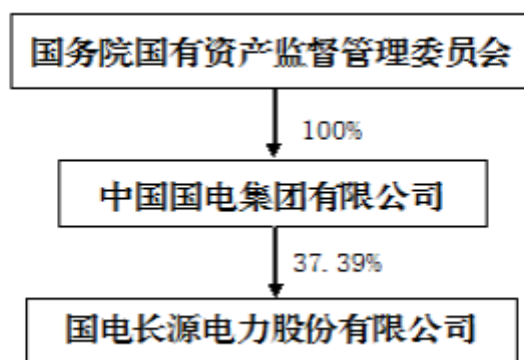 国务院国有资产监督管理委员会
100%
中国国电集团有限公司
37.39%
国电长源电力股份有限公司